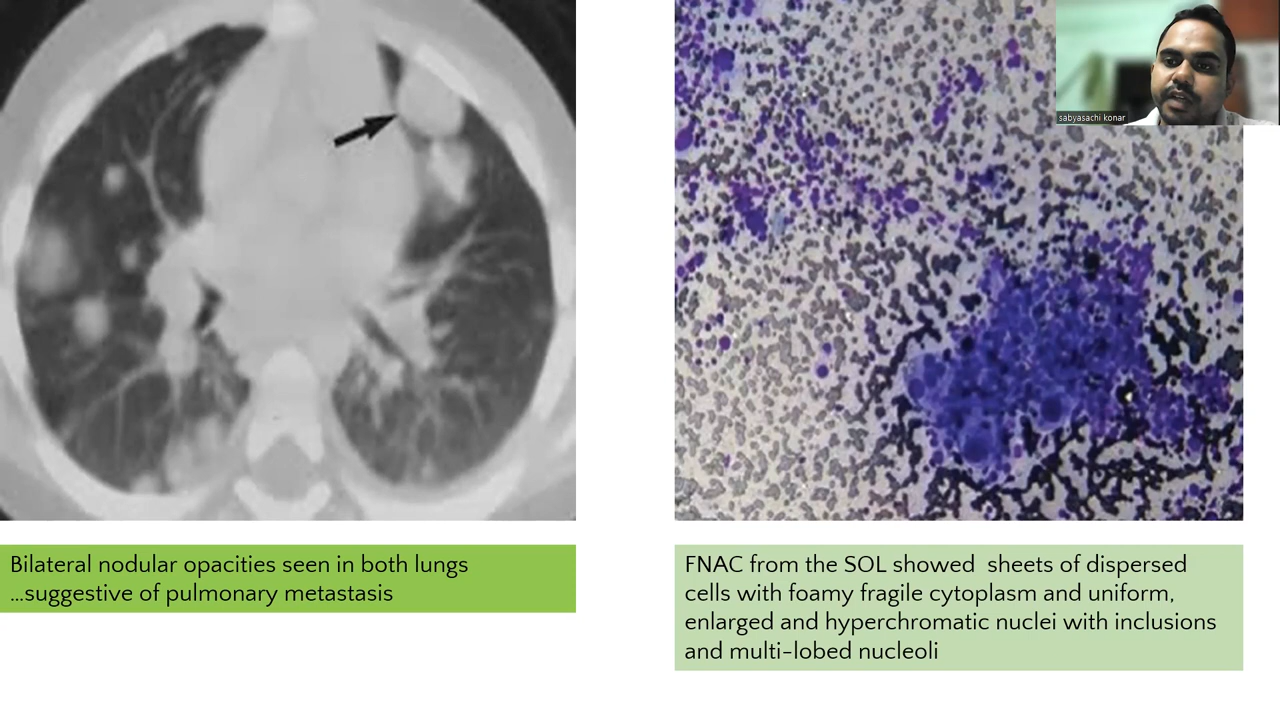 sabyasachi konar
Bilateral nodular opacities seen in both lungs
...suggestive of pulmonary metastasis
FNAC from the SOL showed  sheets of dispersed
cells with foamy fragile cytoplasm and uniform,
enlarged and hyperchromatic nuclei with inclusions
and multi-lobed nucleoli